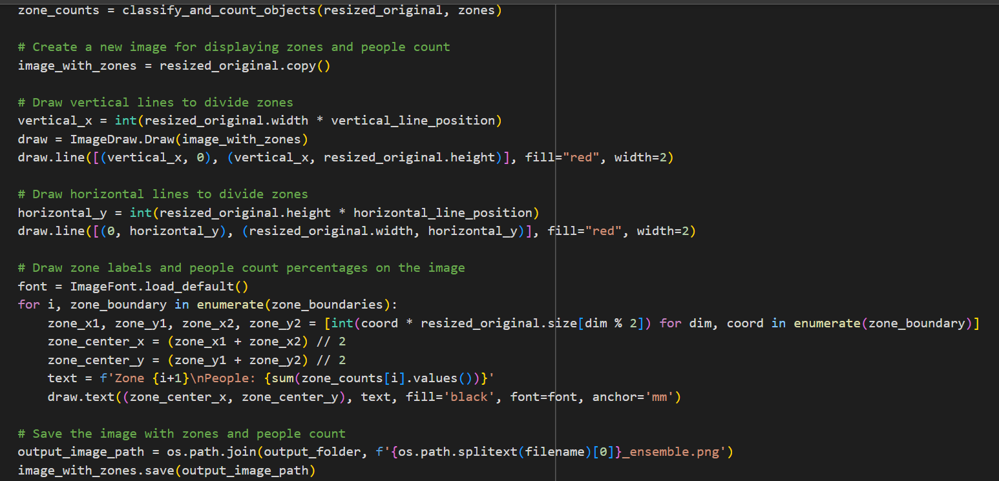 zone_counts = classify_and_count_objects(resized_original, zones)
# Create a new image for displaying zones and people count
image_with_zones = resized_original.copy()
# Draw vertical lines to divide zones
vertical_x = int(resized_original.width * vertical_line_position)
draw = ImageDraw.Draw(image_with_zones)
draw.line([(vertical_x, 0), (vertical_x, resized_original.height)], fill="red", width=2)
# Draw horizontal lines to divide zones
horizontal_y = int(resized_original.height * horizontal_line_position)
draw.line([(0, horizontal_y), (resized_original.width, horizontal_y)], fill="red", width=2)
# Draw zone labels and people count percentages on the image
font = ImageFont.load_default()
for i, zone_boundary in enumerate(zone_boundaries):
    zone_x1, zone_y1, zone_x2, zone_y2 = [int(coord * resized_original.size[dim % 2]) for dim, coord in enumerate(zone_boundary)]
    zone_center_x = (zone_x1 + zone_x2) // 2
    zone_center_y = (zone_y1 + zone_y2) // 2
    text = f'Zone {i+1}\nPeople: {sum(zone_counts[i].values())}'
    draw.text((zone_center_x, zone_center_y), text, fill='black', font=font, anchor='mm')
# Save the image with zones and people count
output_image_path = os.path.join(output_folder, f'{os.path.splitext(filename)[0]}_ensemble.png')
image_with_zones.save(output_image_path)